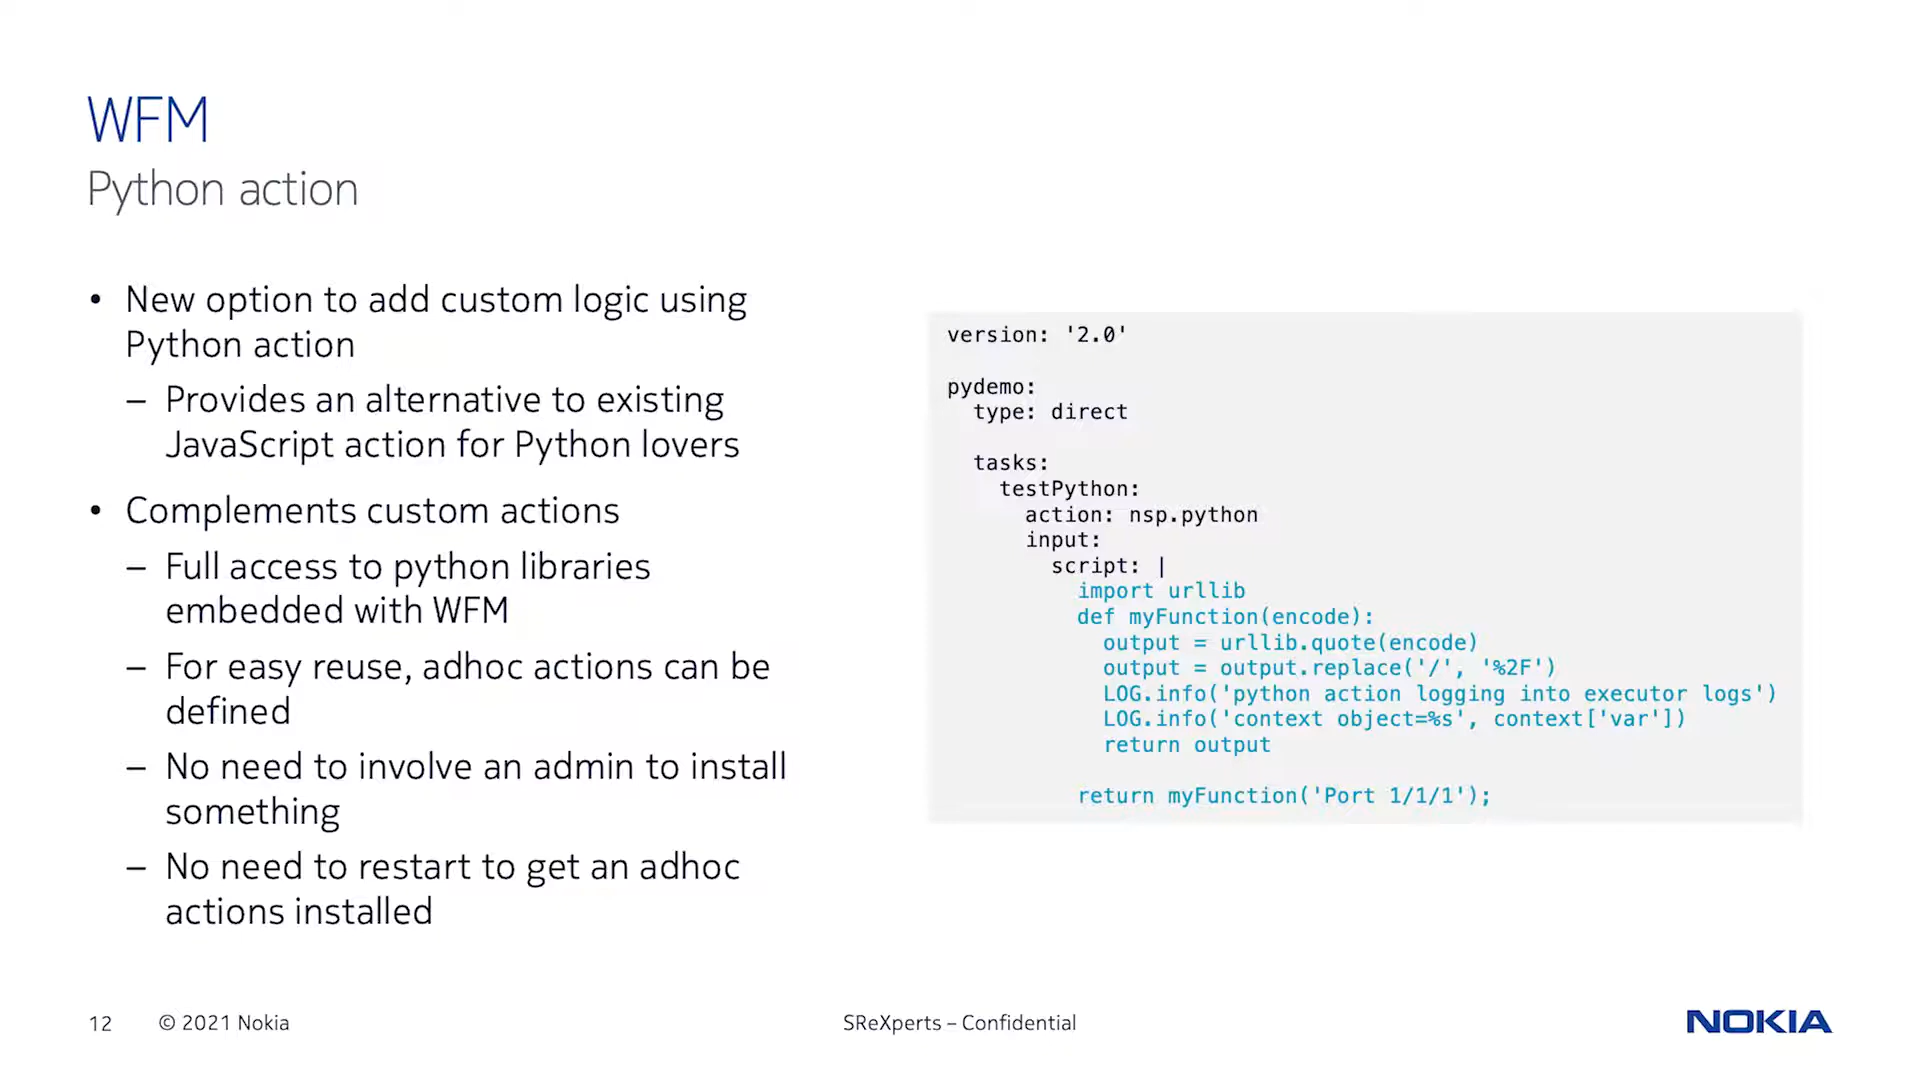 WFM
Python action
• New option to add custom logic using
Python action
– Provides an alternative to existing
JavaScript action for Python lovers
• Complements custom actions
– Full access to python libraries
embedded with WFM
– For easy reuse, adhoc actions can be
defined
– No need to involve an admin to install
something
– No need to restart to get an adhoc
actions installed
version: '2.0'
pydemo:
  type: direct
  tasks:
    testPython:
      action: nsp.python
      input:
        script: |
          import urllib
          def myFunction(encode):
            output = urllib.quote(encode)
            output = output.replace('/', '%2F')
            LOG.info('python action logging into executor logs')
            LOG.info('context object=%s', context['var'])
            return output
          return myFunction('Port 1/1/1');
12 © 2021 Nokia SReXperts – Confidential NOKIA